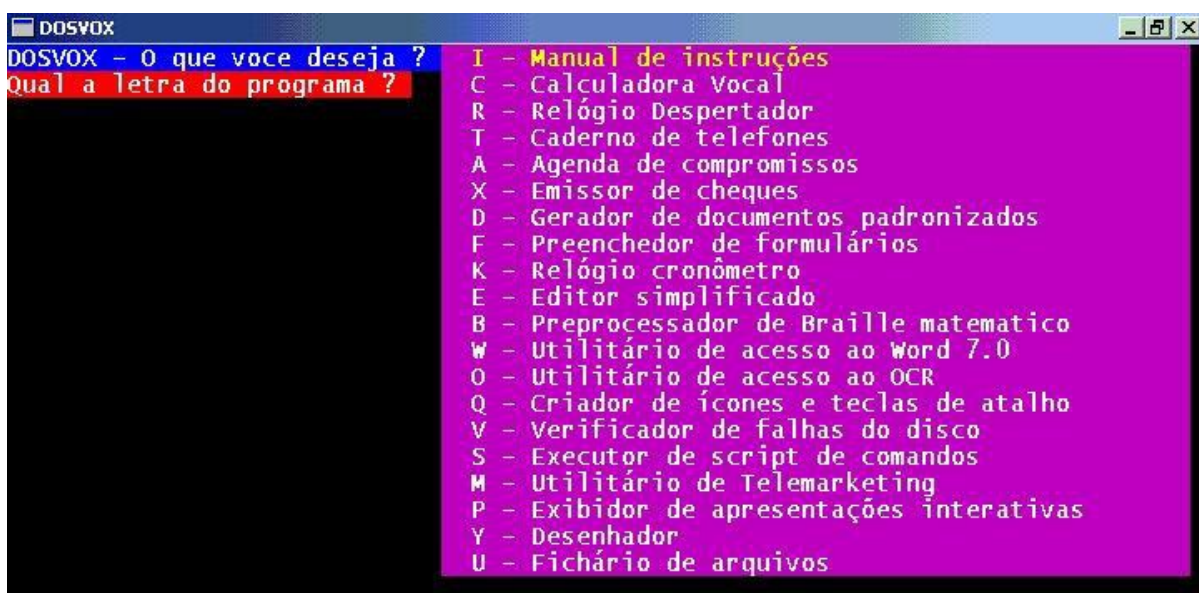 DOSVOX
DOSVOX - O que voce deseja ?
Qual a letra do programa ?
I - Manual de instruções
C - Calculadora Vocal
R - Relógio Despertador
T - Caderno de telefones
A - Agenda de compromissos
X - Emissor de cheques
D - Gerador de documentos padronizados
F - Preenchedor de formulários
K - Relógio cronômetro
E - Editor simplificado
B - Preprocessador de Braille matematico
W - Utilitário de acesso ao Word 7.0
O - Utilitário de acesso ao OCR
Q - Criador de ícones e teclas de atalho
V - Verificador de falhas do disco
S - Executor de script de comandos
M - Utilitário de Telemarketing
P - Exibidor de apresentações interativas
Y - Desenhador
U - Fichário de arquivos